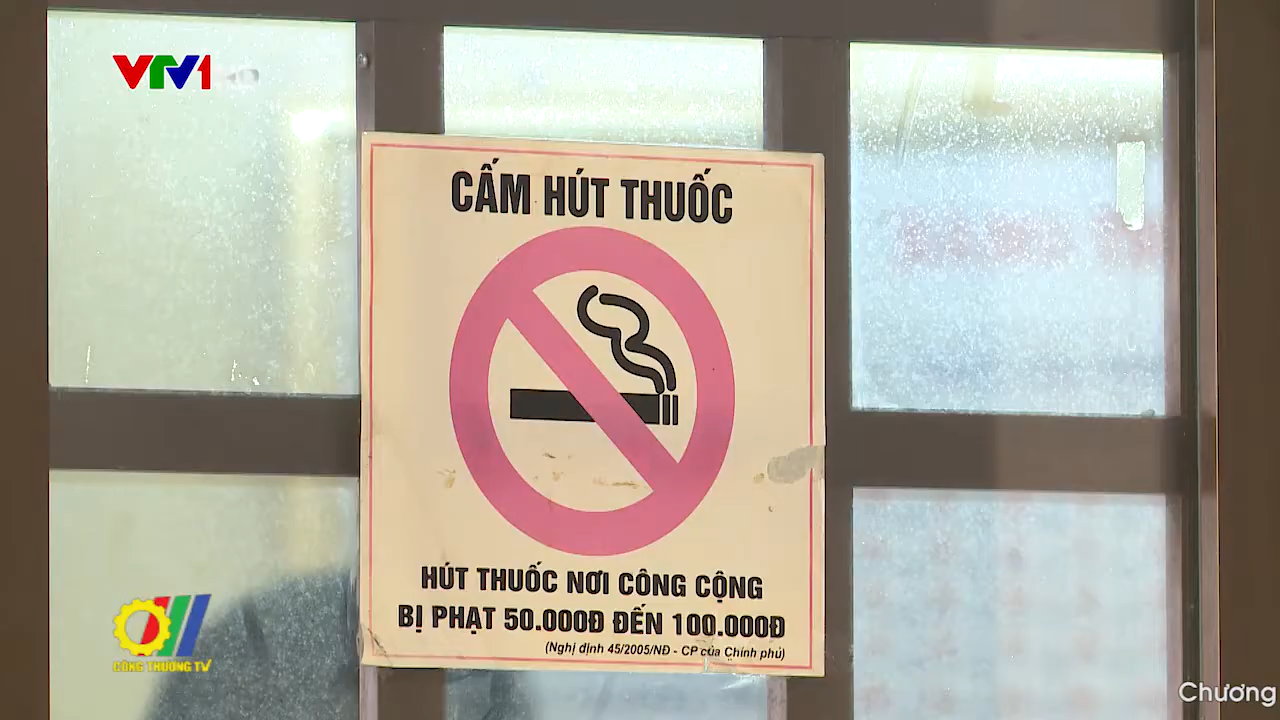 VTV1
CẤM HÚT THUỐC
HÚT THUỐC NƠI CÔNG CỘNG
BỊ PHẠT 50.000Đ ĐẾN 100.000Đ
(Nghị định 45/2005/NĐ - CP của Chính phủ)
CÔNG THƯƠNG TV
Chương